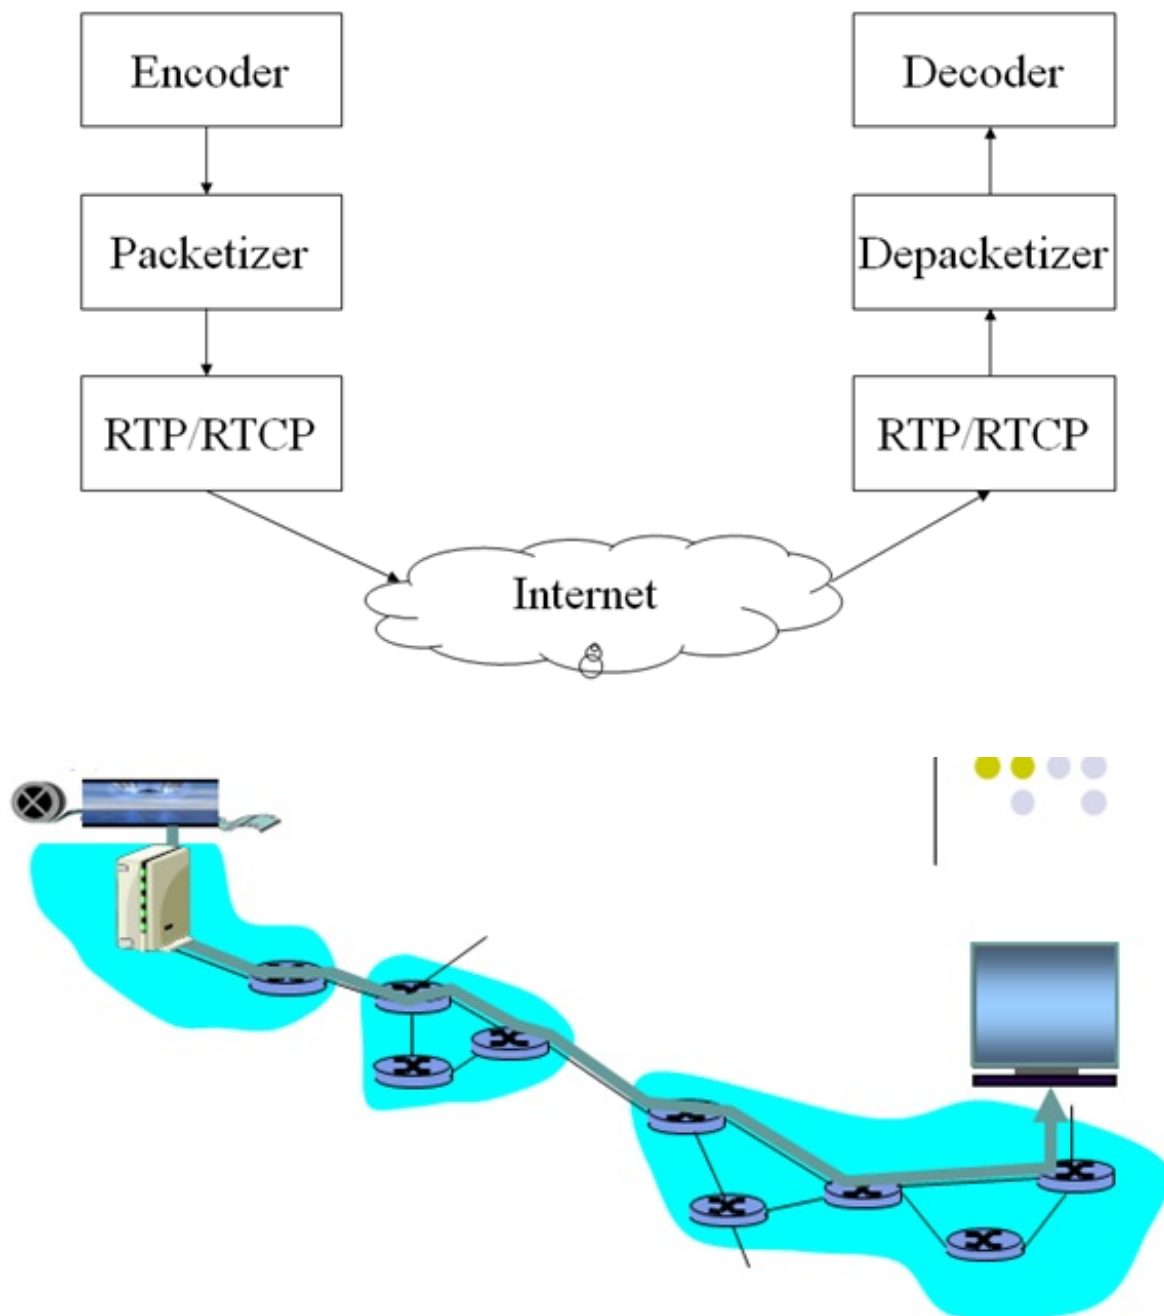 Encoder
Decoder
Packetizer
Depacketizer
RTP/RTCP
RTP/RTCP
Internet